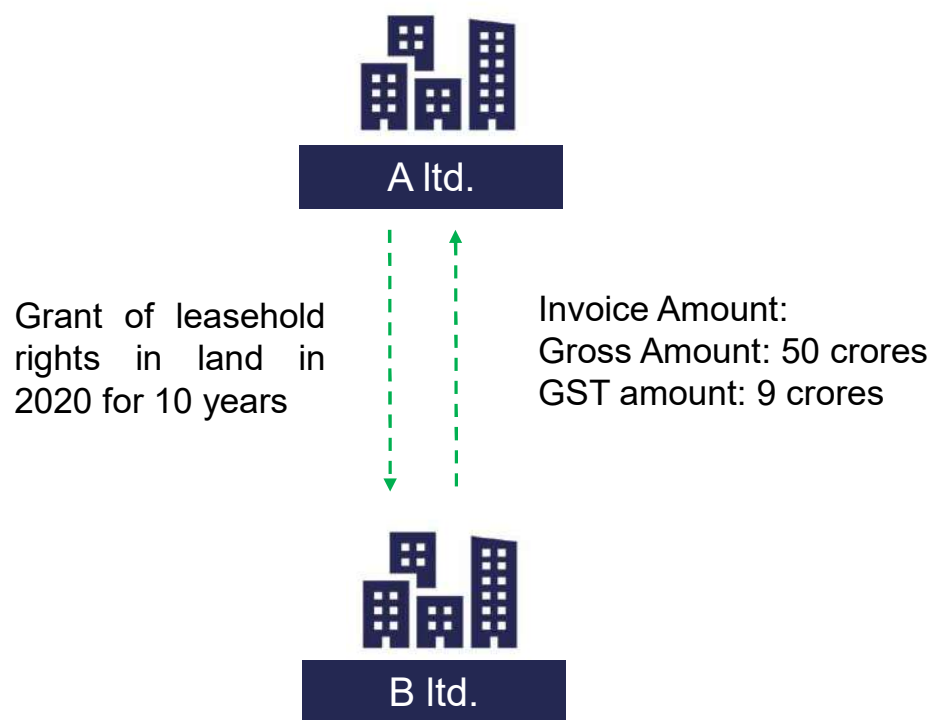 A ltd.
Grant of leasehold
rights in land in
2020 for 10 years
Invoice Amount:
Gross Amount: 50 crores
GST amount: 9 crores
B ltd.